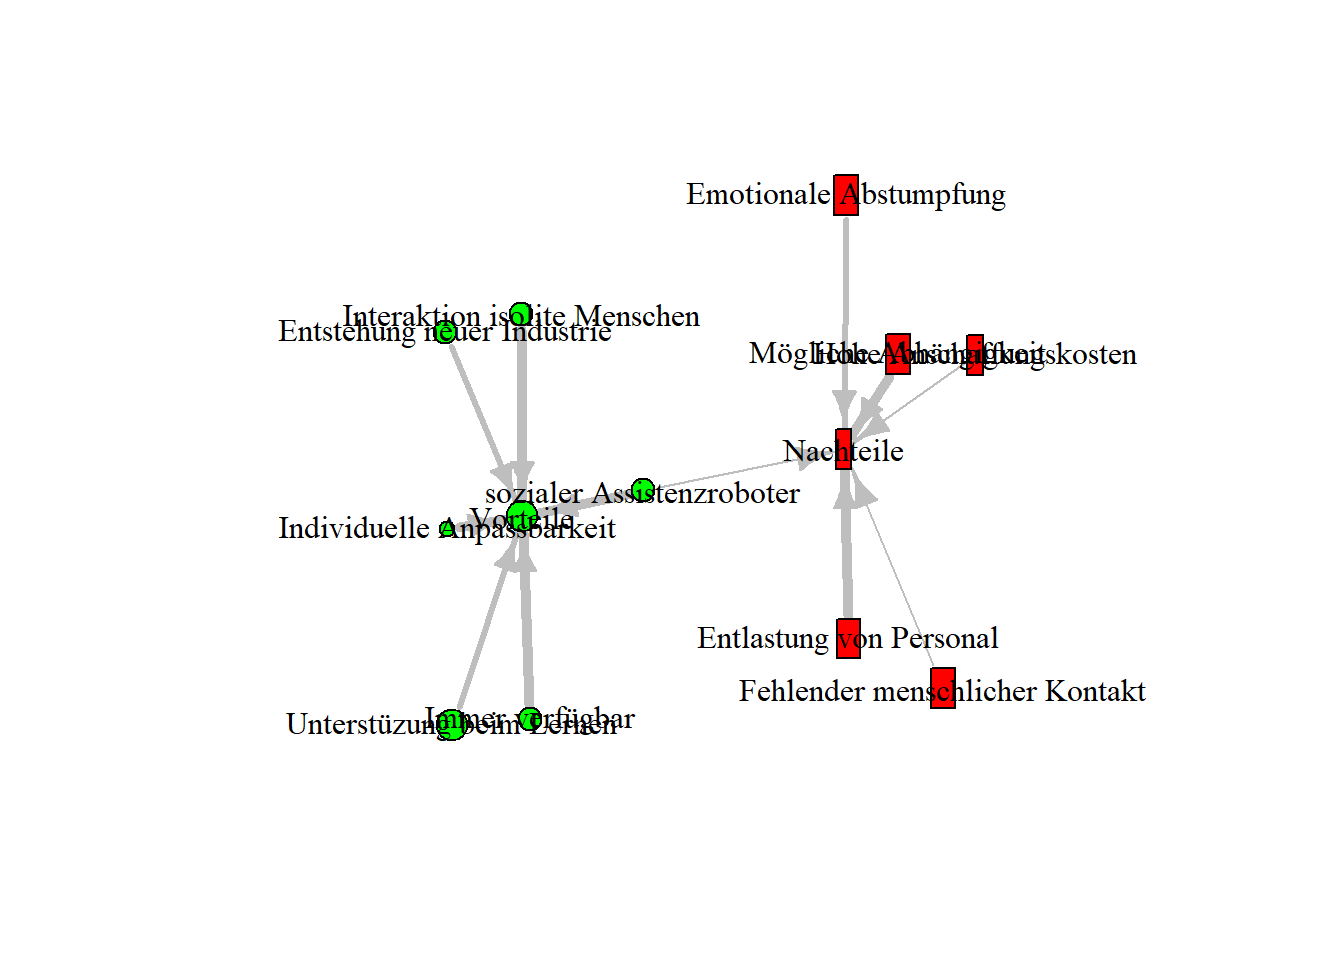 Emotionale Abstumpfung
Interaktion isolite Menschen
Entstehung neuer Industrie
Mögliche Abhängigkeit
Hohe Anschaffungskosten
Nachteile
sozialer Assistenzroboter
Vorteile
Individuelle Anpassbarkeit
Entlastung von Personal
Fehlender menschlicher Kontakt
Immer verfügbar
Unterstüzung beim Lernen